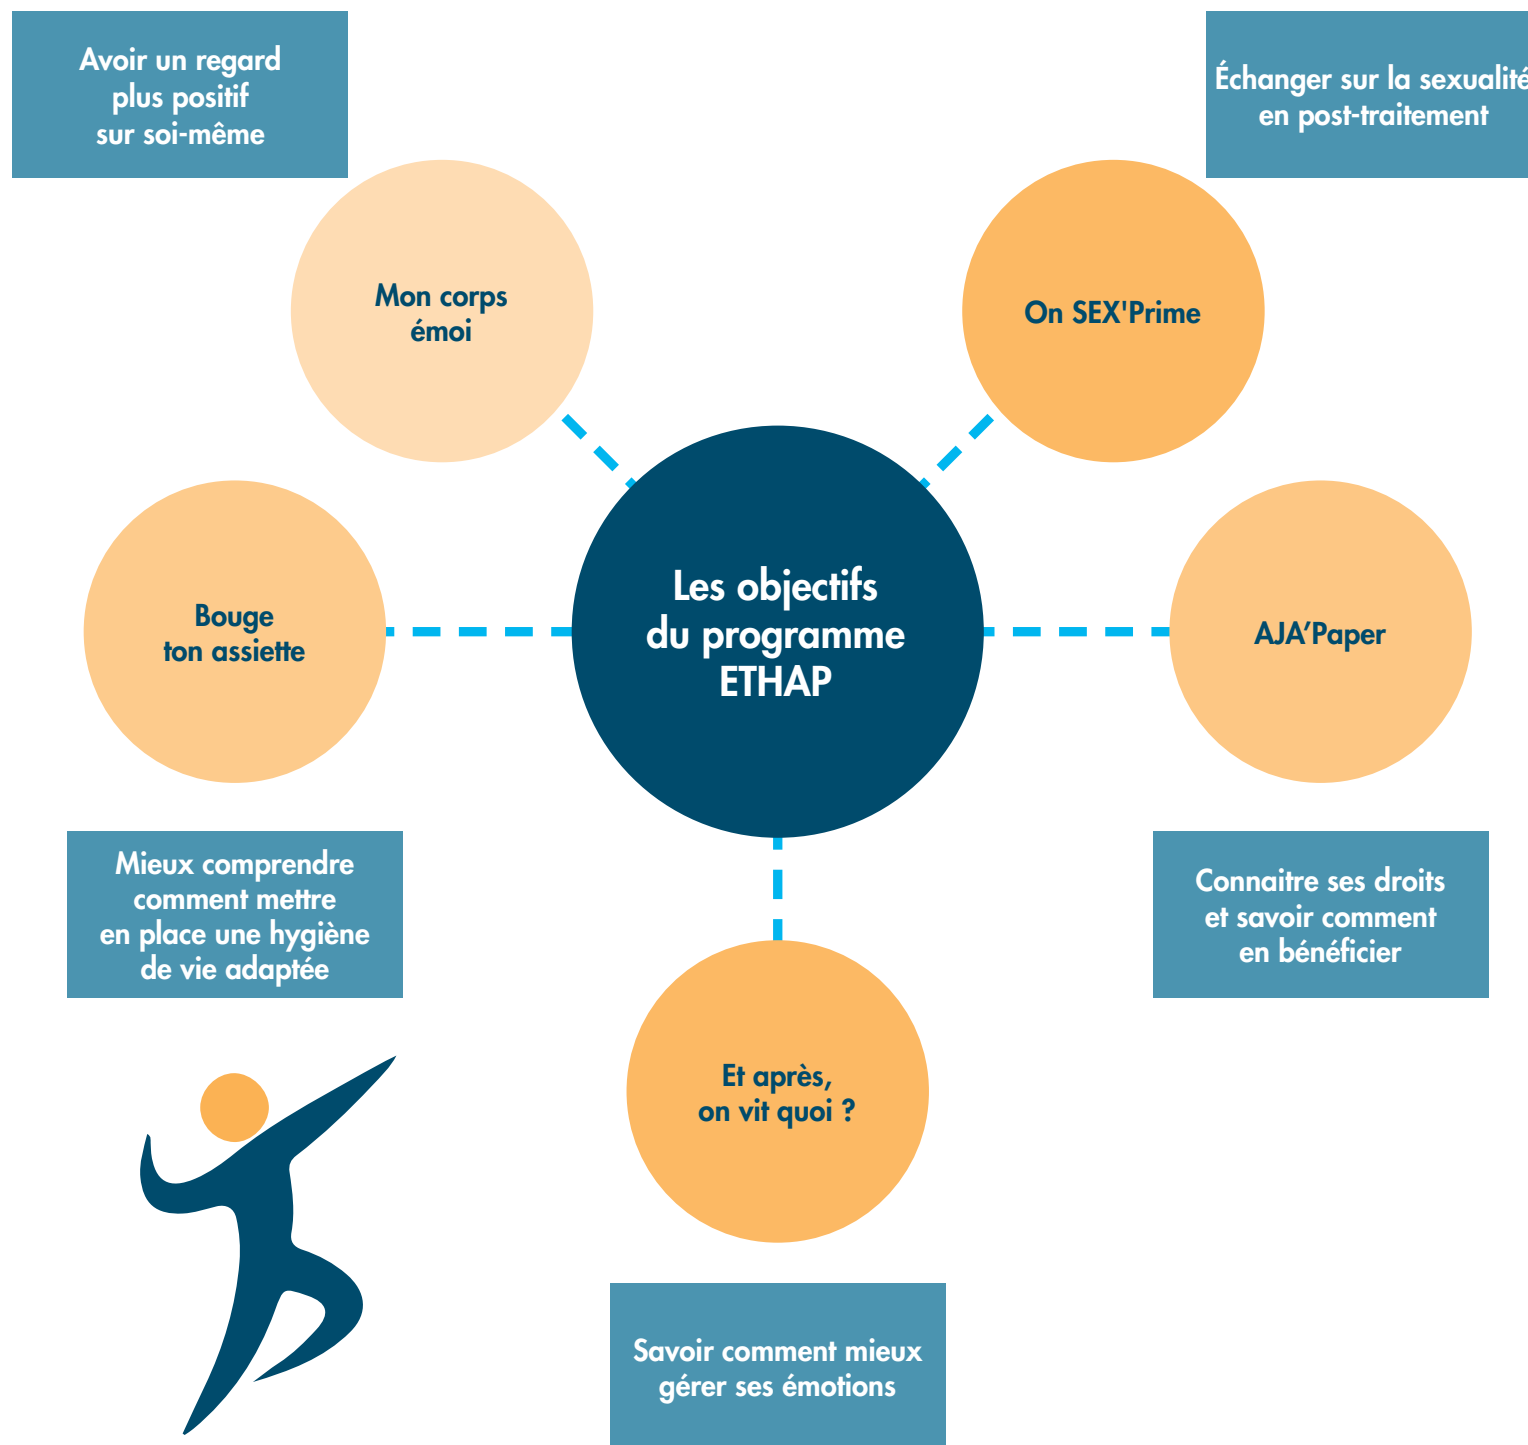 Avoir un regard
plus positif
sur soi-même
Échanger sur la sexualité
en post-traitement
Mon corps
émoi
On SEX'Prime
Les objectifs
du programme
ETHAP
Bouge
ton assiette
AJA’Paper
Mieux comprendre
comment mettre
en place une hygiène
de vie adaptée
Connaitre ses droits
et savoir comment
en bénéficier
Et après,
on vit quoi ?
Savoir comment mieux
gérer ses émotions